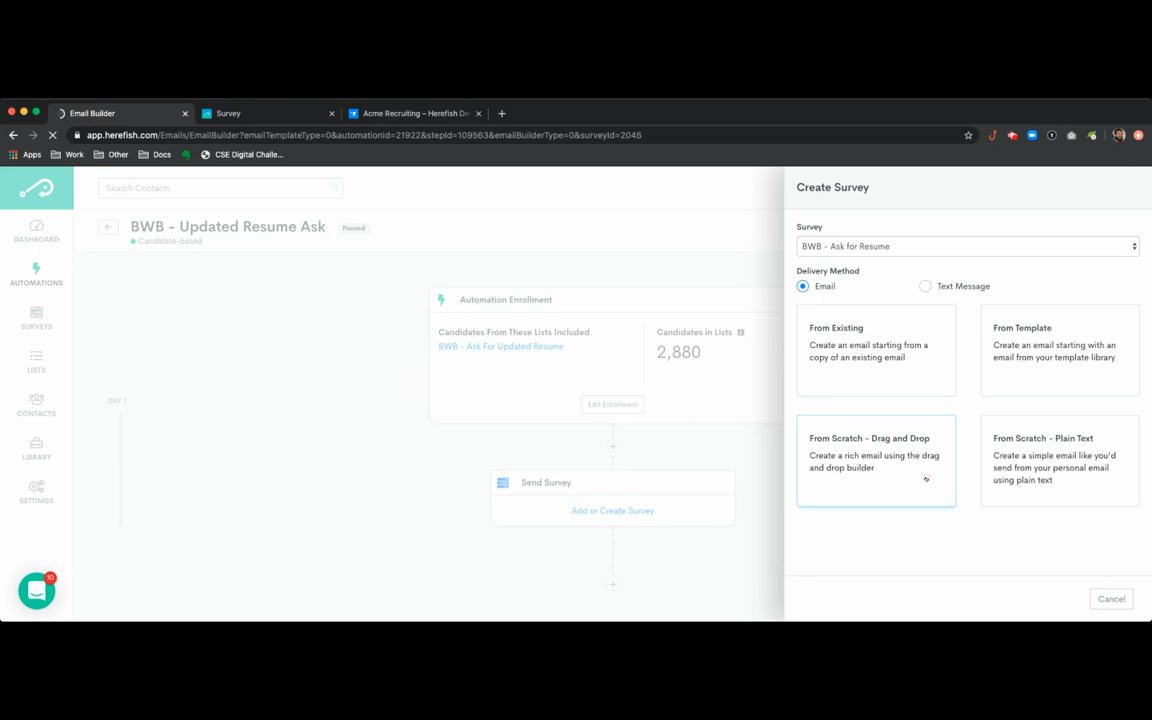 Email Builder
Survey
Acme Recruiting – Herefish De
app.herefish.com/Emails/EmailBuilder?emailTemplateType=0&automationId=21922&stepId=109563&emailBuilderType=0&surveyId=2045
Apps
Work
Other
Docs
CSE Digital Challe...
Search Contacts
DASHBOARD
AUTOMATIONS
SURVEYS
LISTS
CONTACTS
LIBRARY
SETTINGS
10
BWB - Updated Resume Ask
Paused
Candidate-based
Automation Enrollment
Candidates From These Lists Included
BWB - Ask For Updated Resume
Candidates in Lists
2,880
Edit Enrollment
DAY 1
Send Survey
Add or Create Survey
Create Survey
Survey
BWB - Ask for Resume
Delivery Method
Email
Text Message
From Existing
Create an email starting from a
copy of an existing email
From Template
Create an email starting with an
email from your template library
From Scratch - Drag and Drop
Create a rich email using the drag
and drop builder
From Scratch - Plain Text
Create a simple email like you'd
send from your personal email
using plain text
Cancel